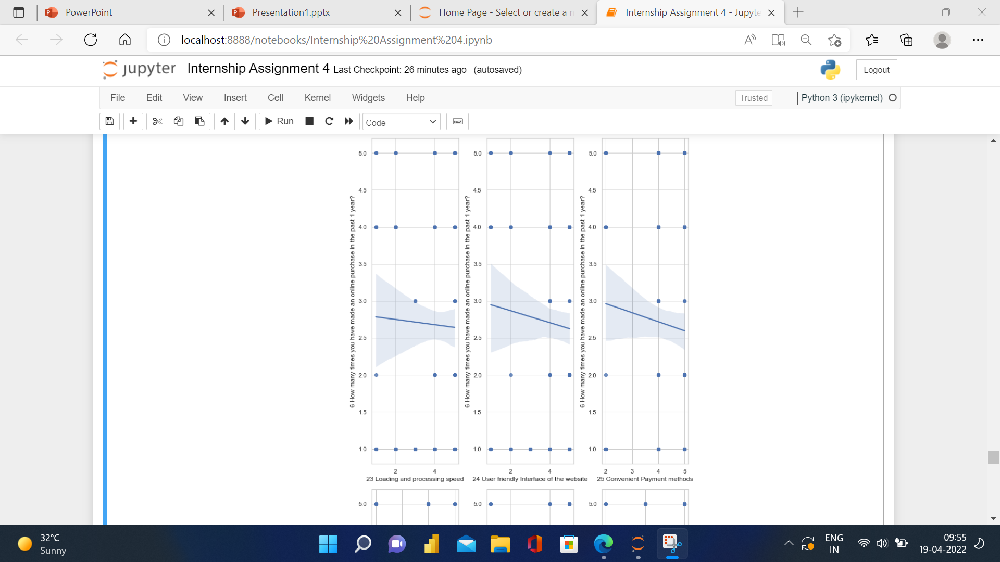 PowerPoint
Presentation1.pptx
Home Page - Select or create a n
Internship Assignment 4 - Jupyte
localhost:8888/notebooks/Internship%20Assignment%204.ipynb
jupyter Internship Assignment 4 Last Checkpoint: 26 minutes ago (autosaved)
Logout
File Edit View Insert Cell Kernel Widgets Help
Trusted
Python 3 (ipykernel)
Run
Code
6 How many times you have made an online purchase in the past 1 year?
5.0
4.5
4.0
3.5
3.0
2.5
2.0
1.5
1.0
2 4
23 Loading and processing speed
6 How many times you have made an online purchase in the past 1 year?
5.0
4.5
4.0
3.5
3.0
2.5
2.0
1.5
1.0
2 4
24 User friendly Interface of the website
6 How many times you have made an online purchase in the past 1 year?
5.0
4.5
4.0
3.5
3.0
2.5
2.0
1.5
1.0
2 3 4 5
25 Convenient Payment methods
5.0
5.0
5.0
32°C
Sunny
ENG
IN
09:55
19-04-2022